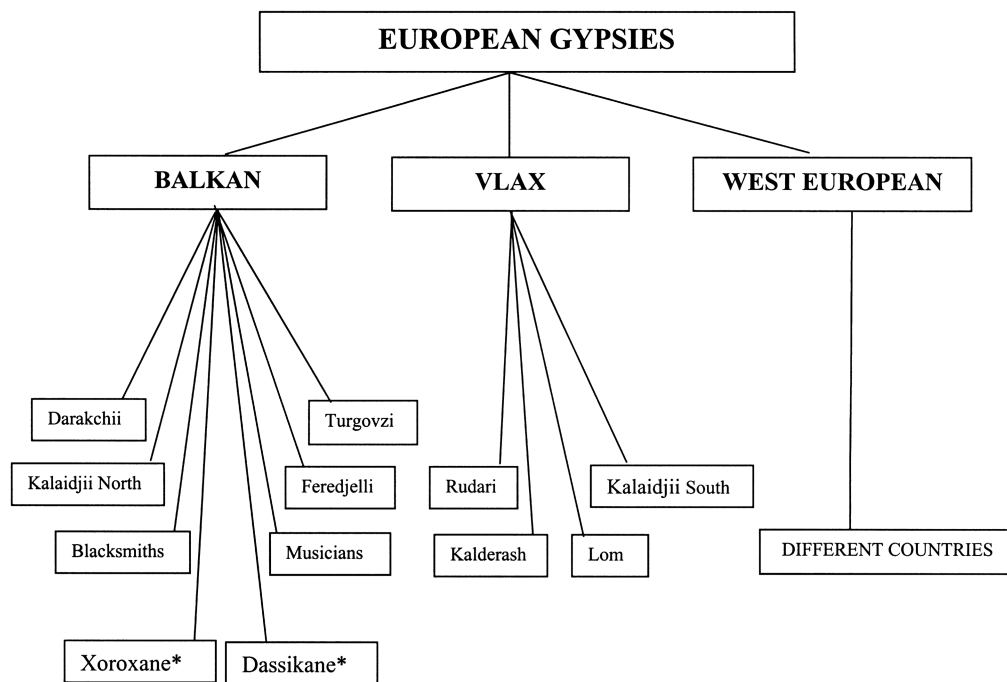 EUROPEAN GYPSIES
BALKAN
VLAX
WEST EUROPEAN
Darakchii
Turgovzi
Kalaidjii North
Feredjelli
Rudari
Kalaidjii South
Blacksmiths
Musicians
Kalderash
Lom
DIFFERENT COUNTRIES
Xoroxane*
Dassikane*